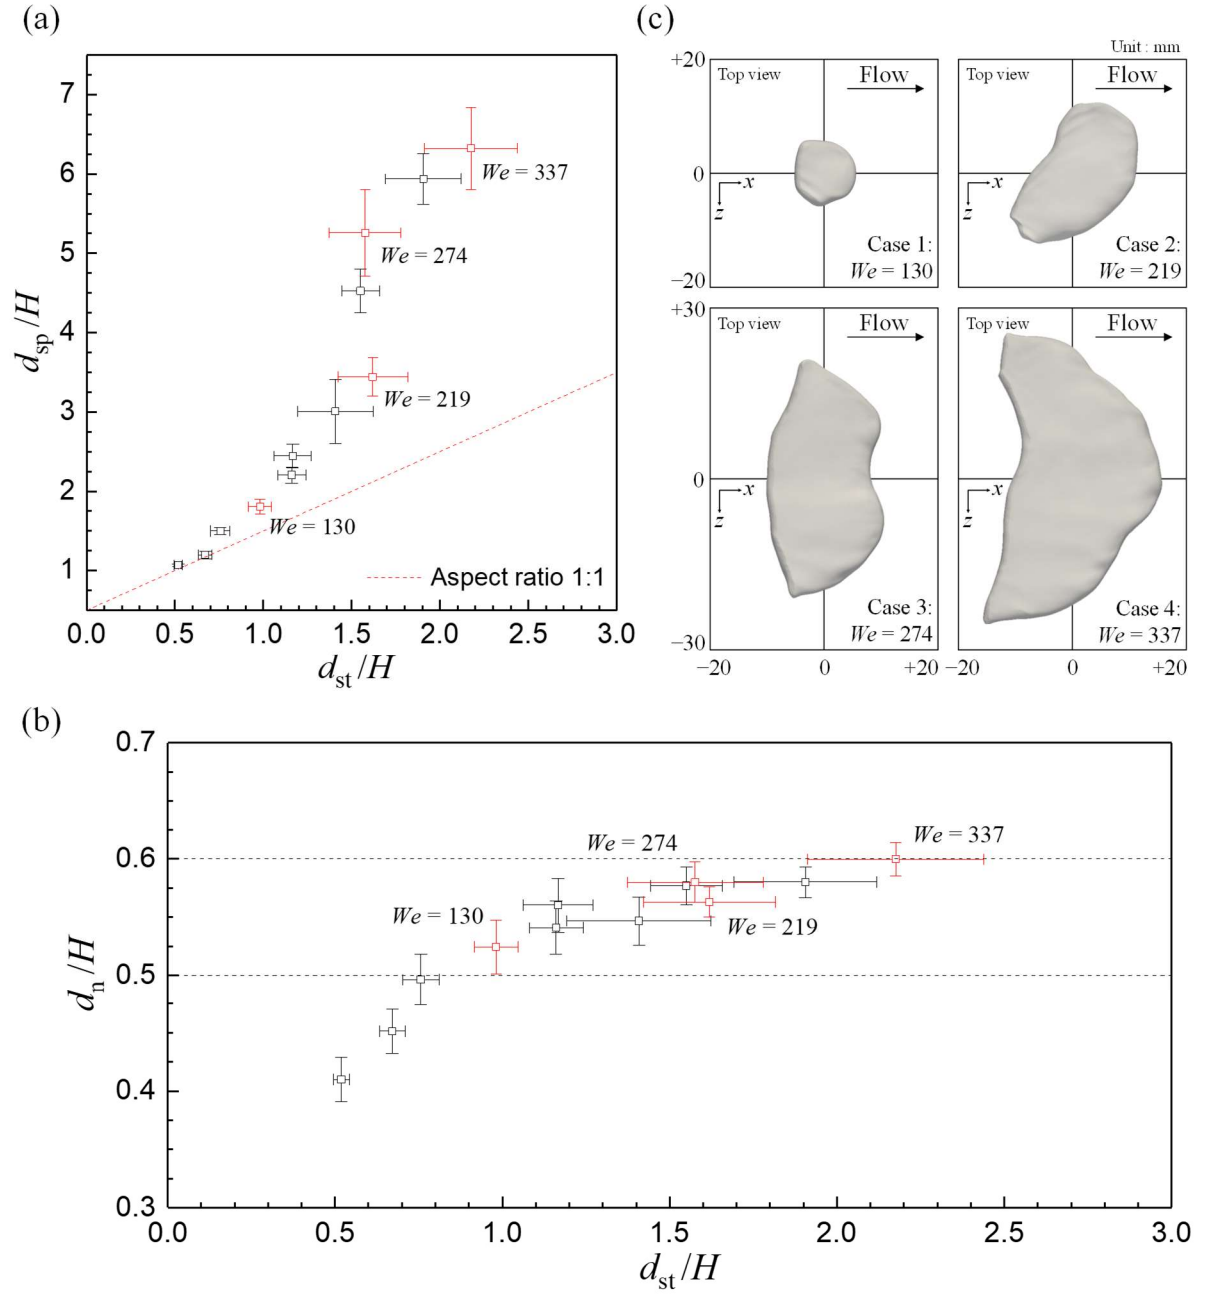 (a)
7
6
5
4
3
2
1
dsp/H
We = 337
We = 274
We = 219
We = 130
Aspect ratio 1:1
0.0 0.5 1.0 1.5 2.0 2.5 3.0
dst/H
(c)
Unit : mm
+20
0
−20
Top view
Flow
x
z
Case 1:
We = 130
Top view
Flow
x
z
Case 2:
We = 219
+30
0
−30
Top view
Flow
x
z
Case 3:
We = 274
Top view
Flow
x
z
Case 4:
We = 337
−20 0 +20 −20 0 +20
(b)
0.7
0.6
0.5
0.4
0.3
dn/H
We = 274
We = 337
We = 130
We = 219
0.0 0.5 1.0 1.5 2.0 2.5 3.0
dst/H